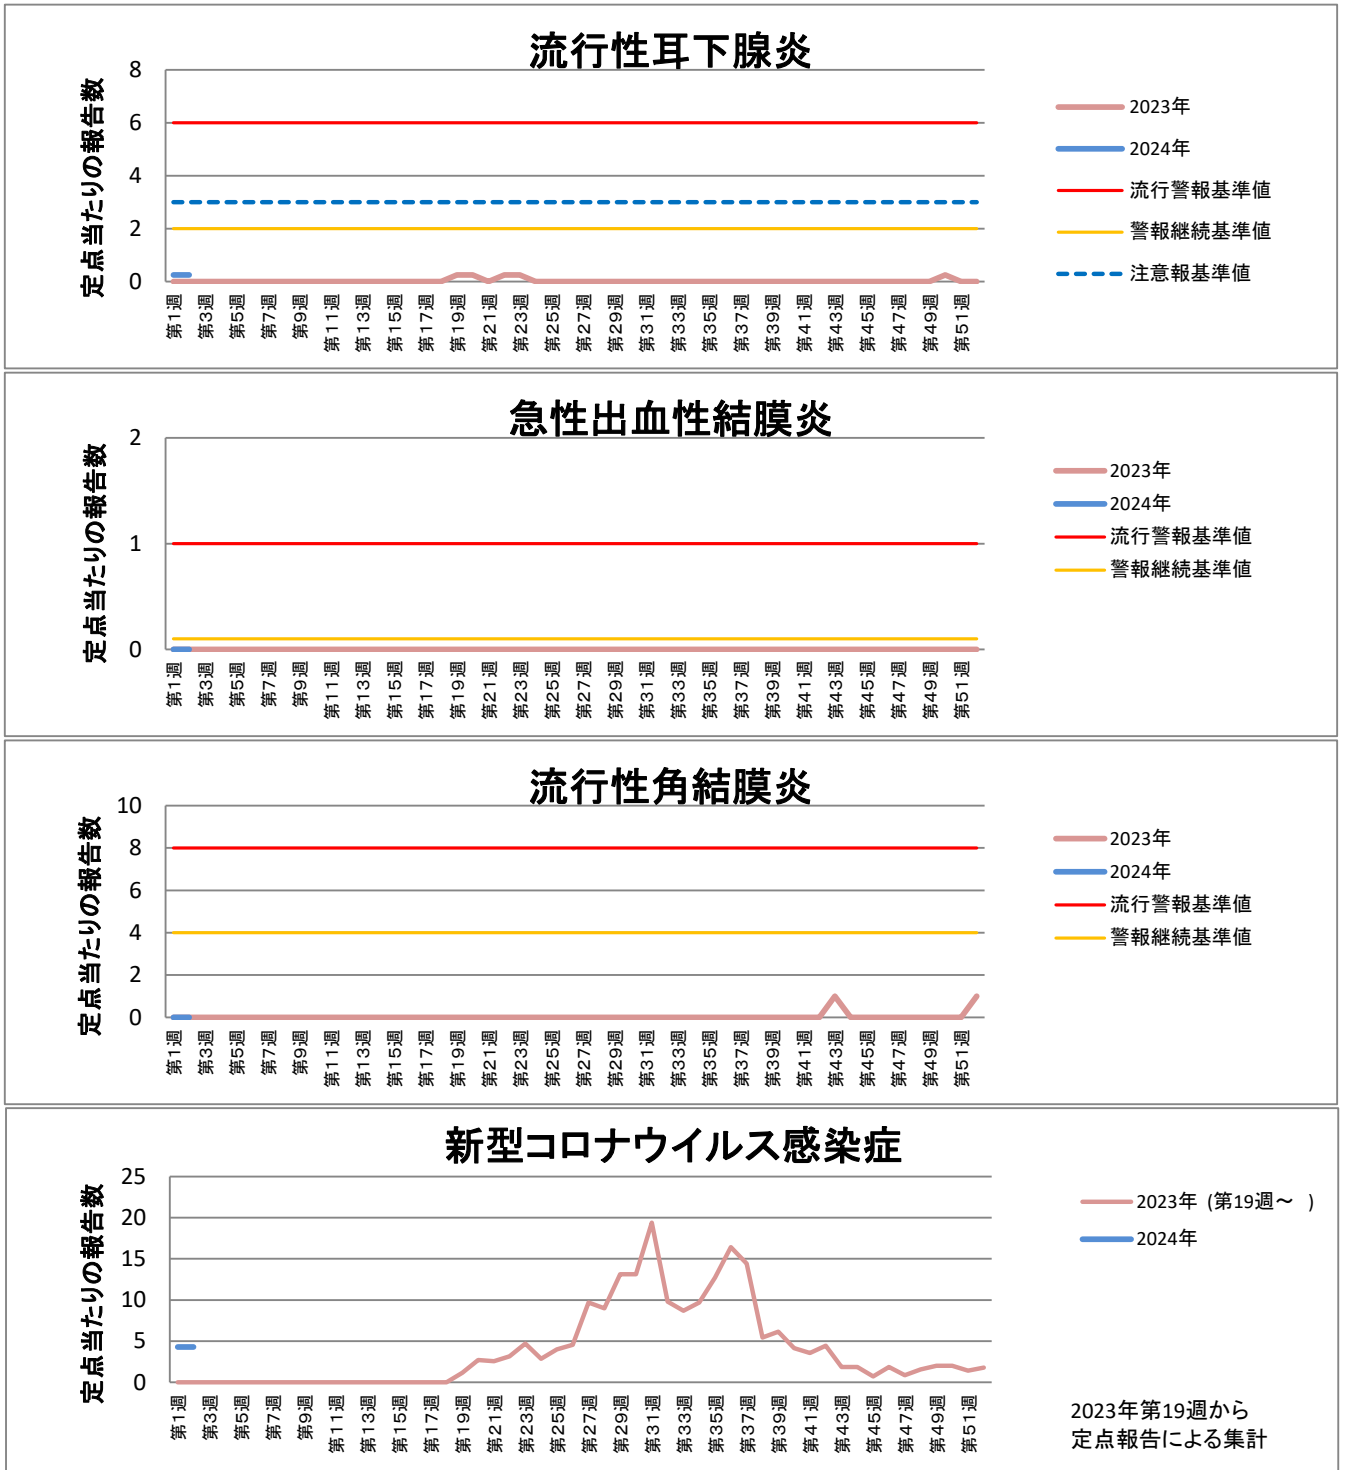 流行性耳下腺炎
定点当たりの報告数
8
6
4
2
0
第1週 第3週 第5週 第7週 第9週 第11週 第13週 第15週 第17週 第19週 第21週 第23週 第25週 第27週 第29週 第31週 第33週 第35週 第37週 第39週 第41週 第43週 第45週 第47週 第49週 第51週
2023年
2024年
流行警報基準値
警報継続基準値
注意報基準値
急性出血性結膜炎
定点当たりの報告数
2
1
0
第1週 第3週 第5週 第7週 第9週 第11週 第13週 第15週 第17週 第19週 第21週 第23週 第25週 第27週 第29週 第31週 第33週 第35週 第37週 第39週 第41週 第43週 第45週 第47週 第49週 第51週
2023年
2024年
流行警報基準値
警報継続基準値
流行性角結膜炎
定点当たりの報告数
10
8
6
4
2
0
第1週 第3週 第5週 第7週 第9週 第11週 第13週 第15週 第17週 第19週 第21週 第23週 第25週 第27週 第29週 第31週 第33週 第35週 第37週 第39週 第41週 第43週 第45週 第47週 第49週 第51週
2023年
2024年
流行警報基準値
警報継続基準値
新型コロナウイルス感染症
定点当たりの報告数
25
20
15
10
5
0
第1週 第3週 第5週 第7週 第9週 第11週 第13週 第15週 第17週 第19週 第21週 第23週 第25週 第27週 第29週 第31週 第33週 第35週 第37週 第39週 第41週 第43週 第45週 第47週 第49週 第51週
2023年 (第19週～ )
2024年
2023年第19週から
定点報告による集計